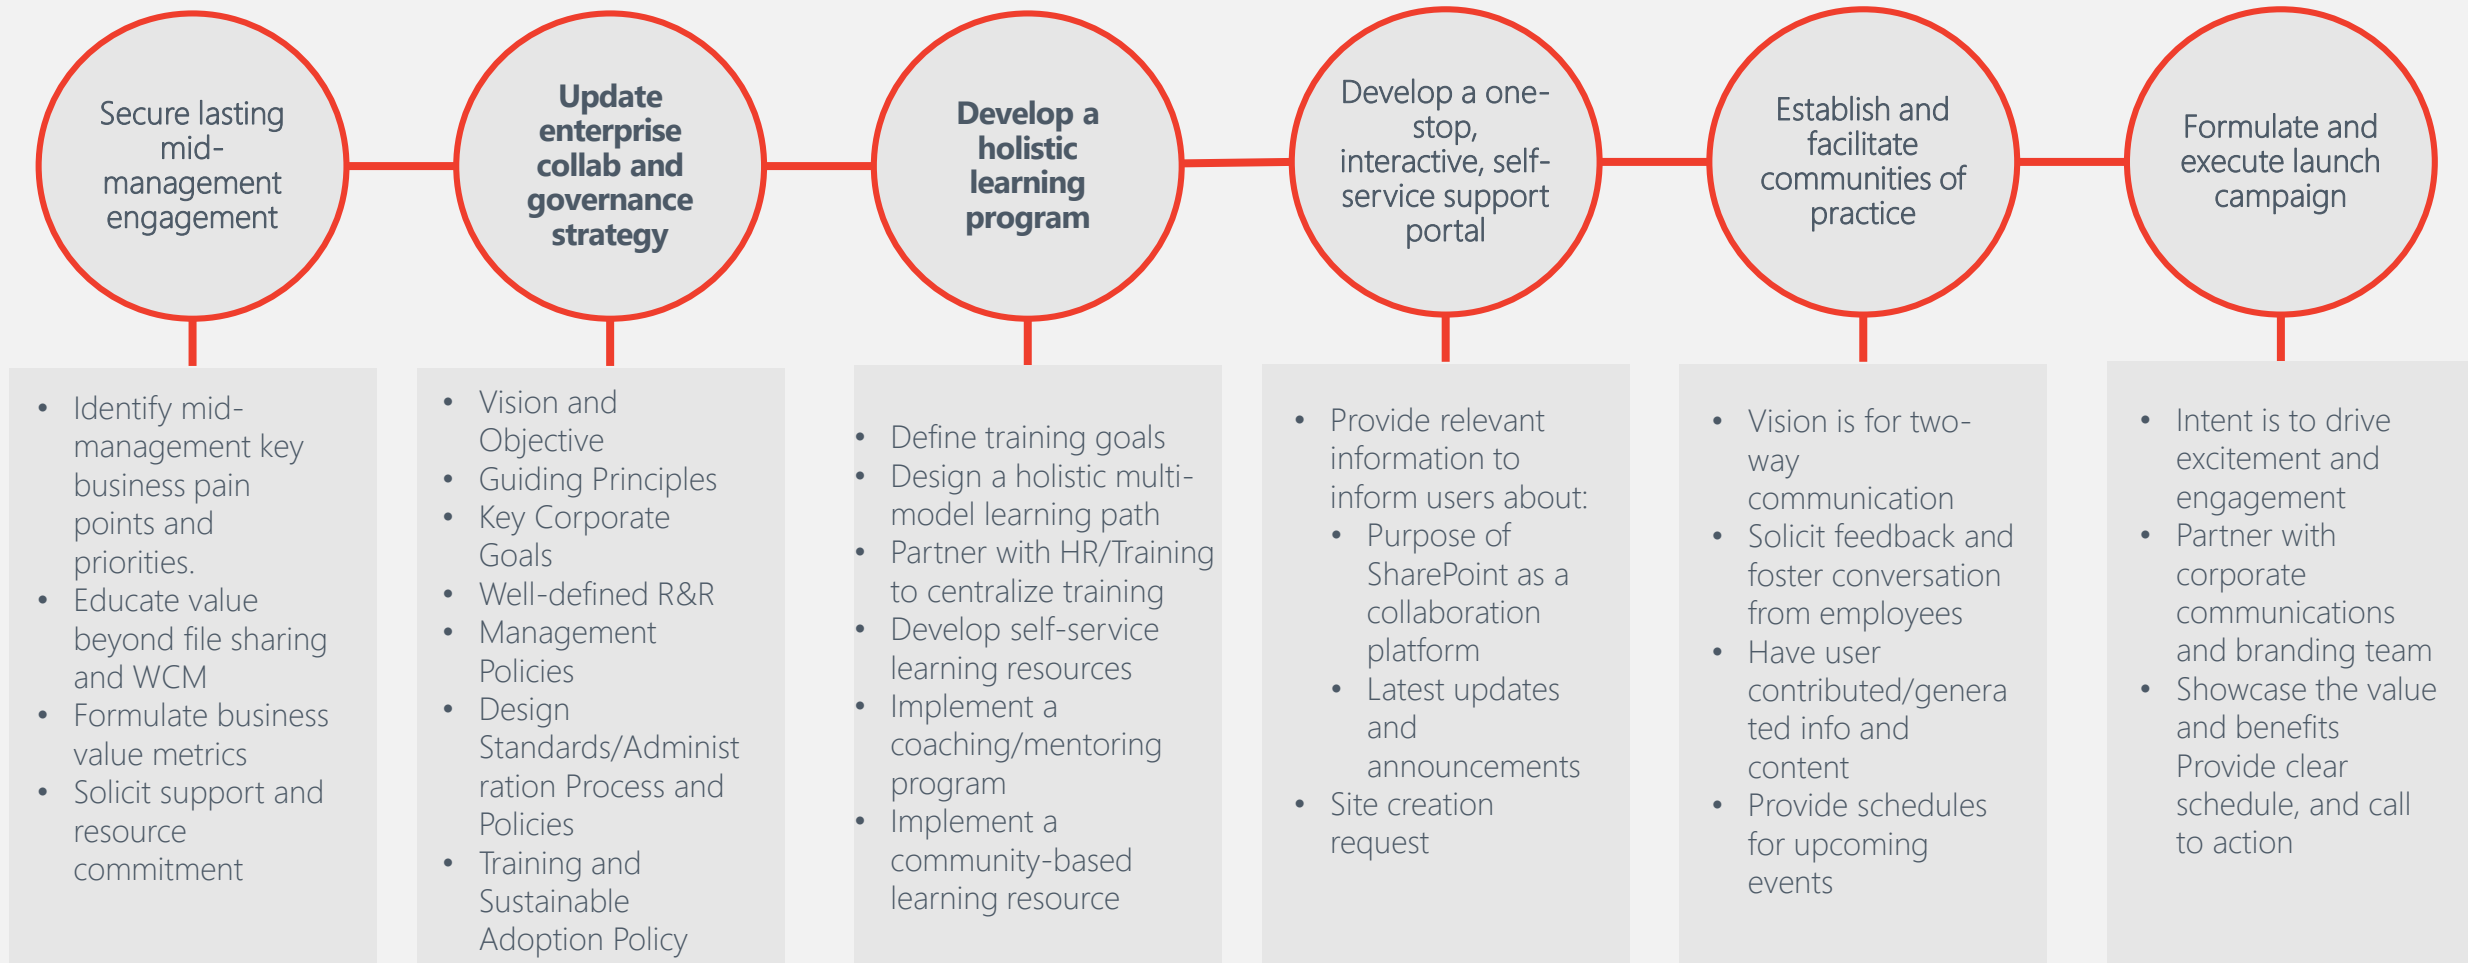 Secure lasting
mid-
management
engagement
Update
enterprise
collab and
governance
strategy
Develop a
holistic
learning
program
Develop a one-
stop,
interactive, self-
service support
portal
Establish and
facilitate
communities of
practice
Formulate and
execute launch
campaign
• Identify mid-
management key
business pain
points and
priorities.
• Educate value
beyond file sharing
and WCM
• Formulate business
value metrics
• Solicit support and
resource
commitment
• Vision and
Objective
• Guiding Principles
• Key Corporate
Goals
• Well-defined R&R
• Management
Policies
• Design
Standards/Administ
ration Process and
Policies
• Training and
Sustainable
Adoption Policy
• Define training goals
• Design a holistic multi-
model learning path
• Partner with HR/Training
to centralize training
• Develop self-service
learning resources
• Implement a
coaching/mentoring
program
• Implement a
community-based
learning resource
• Provide relevant
information to
inform users about:
• Purpose of
SharePoint as a
collaboration
platform
• Latest updates
and
announcements
• Site creation
request
• Vision is for two-
way
communication
• Solicit feedback and
foster conversation
from employees
• Have user
contributed/genera
ted info and
content
• Provide schedules
for upcoming
events
• Intent is to drive
excitement and
engagement
• Partner with
corporate
communications
and branding team
• Showcase the value
and benefits
Provide clear
schedule, and call
to action